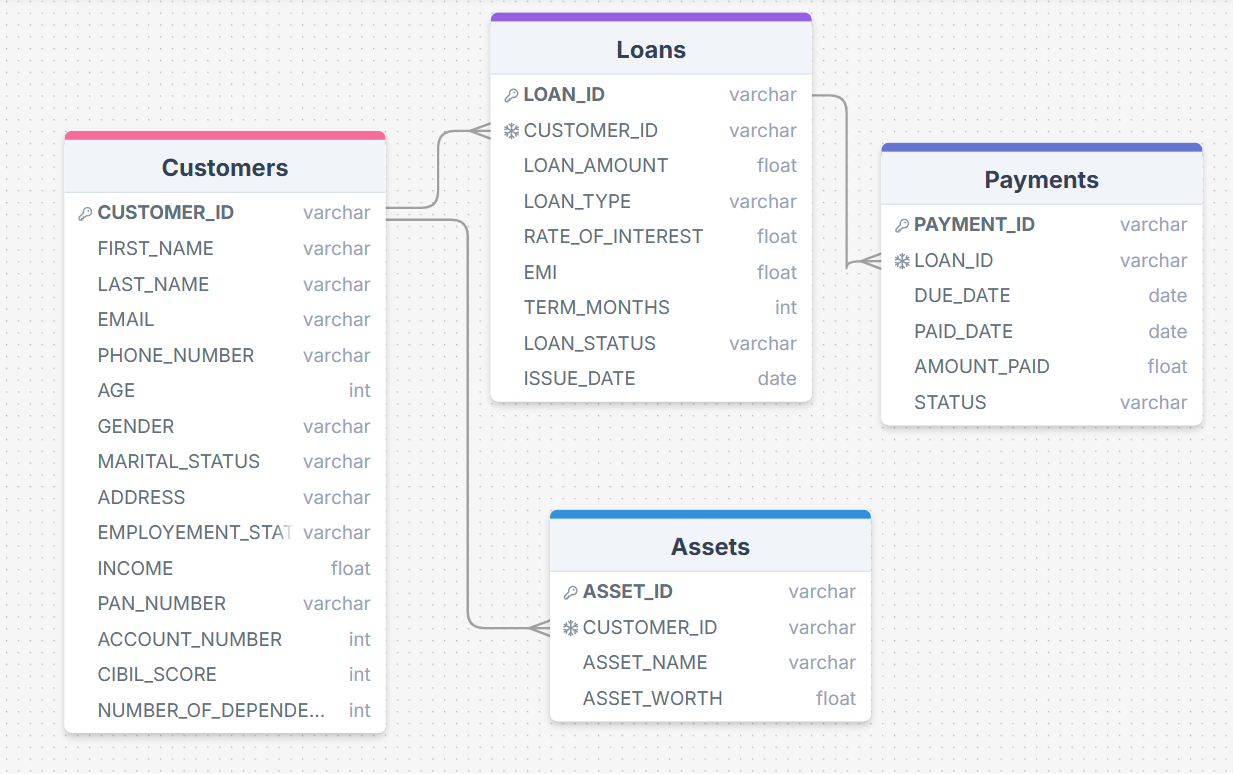 Loans
LOAN_ID varchar
CUSTOMER_ID varchar
LOAN_AMOUNT float
LOAN_TYPE varchar
RATE_OF_INTEREST float
EMI float
TERM_MONTHS int
LOAN_STATUS varchar
ISSUE_DATE date
Customers
CUSTOMER_ID varchar
FIRST_NAME varchar
LAST_NAME varchar
EMAIL varchar
PHONE_NUMBER varchar
AGE int
GENDER varchar
MARITAL_STATUS varchar
ADDRESS varchar
EMPLOYEMENT_STAT varchar
INCOME float
PAN_NUMBER varchar
ACCOUNT_NUMBER int
CIBIL_SCORE int
NUMBER_OF_DEPENDE... int
Payments
PAYMENT_ID varchar
LOAN_ID varchar
DUE_DATE date
PAID_DATE date
AMOUNT_PAID float
STATUS varchar
Assets
ASSET_ID varchar
CUSTOMER_ID varchar
ASSET_NAME varchar
ASSET_WORTH float